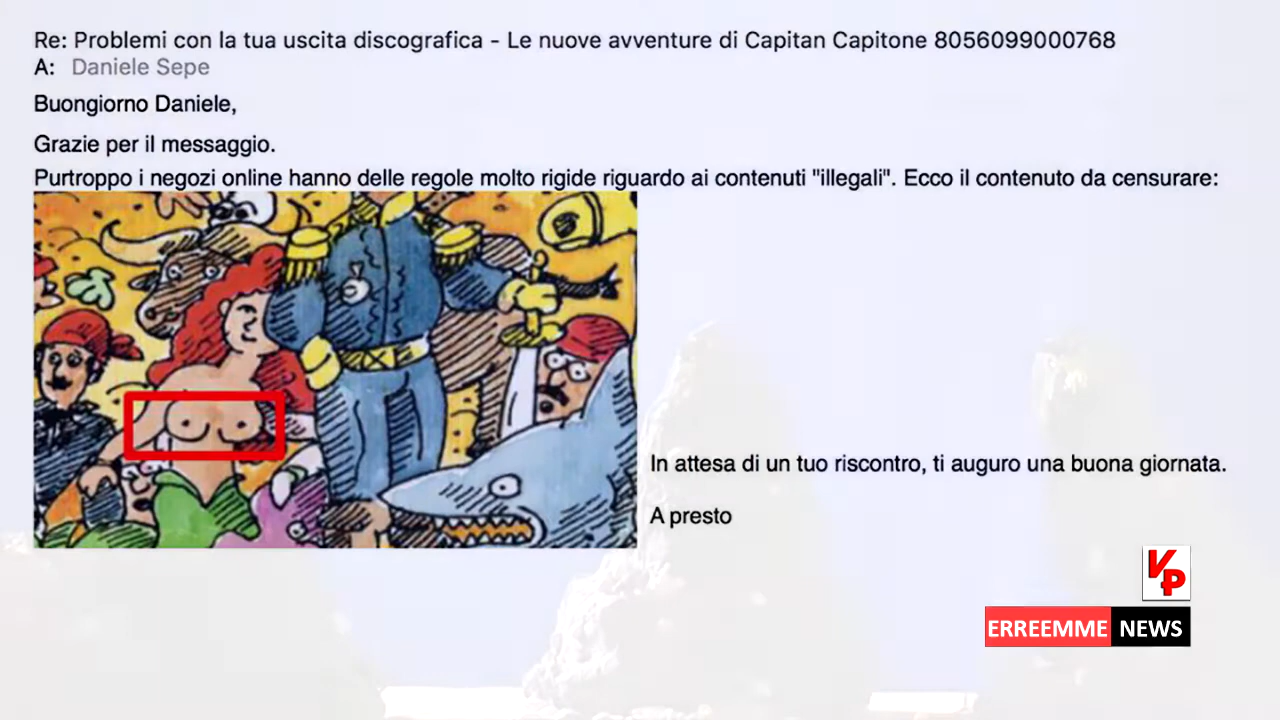 Re: Problemi con la tua uscita discografica - Le nuove avventure di Capitan Capitone 8056099000768
A: Daniele Sepe
Buongiorno Daniele,
Grazie per il messaggio.
Purtroppo i negozi online hanno delle regole molto rigide riguardo ai contenuti "illegali". Ecco il contenuto da censurare:
In attesa di un tuo riscontro, ti auguro una buona giornata.
A presto
VP
ERREEMME NEWS